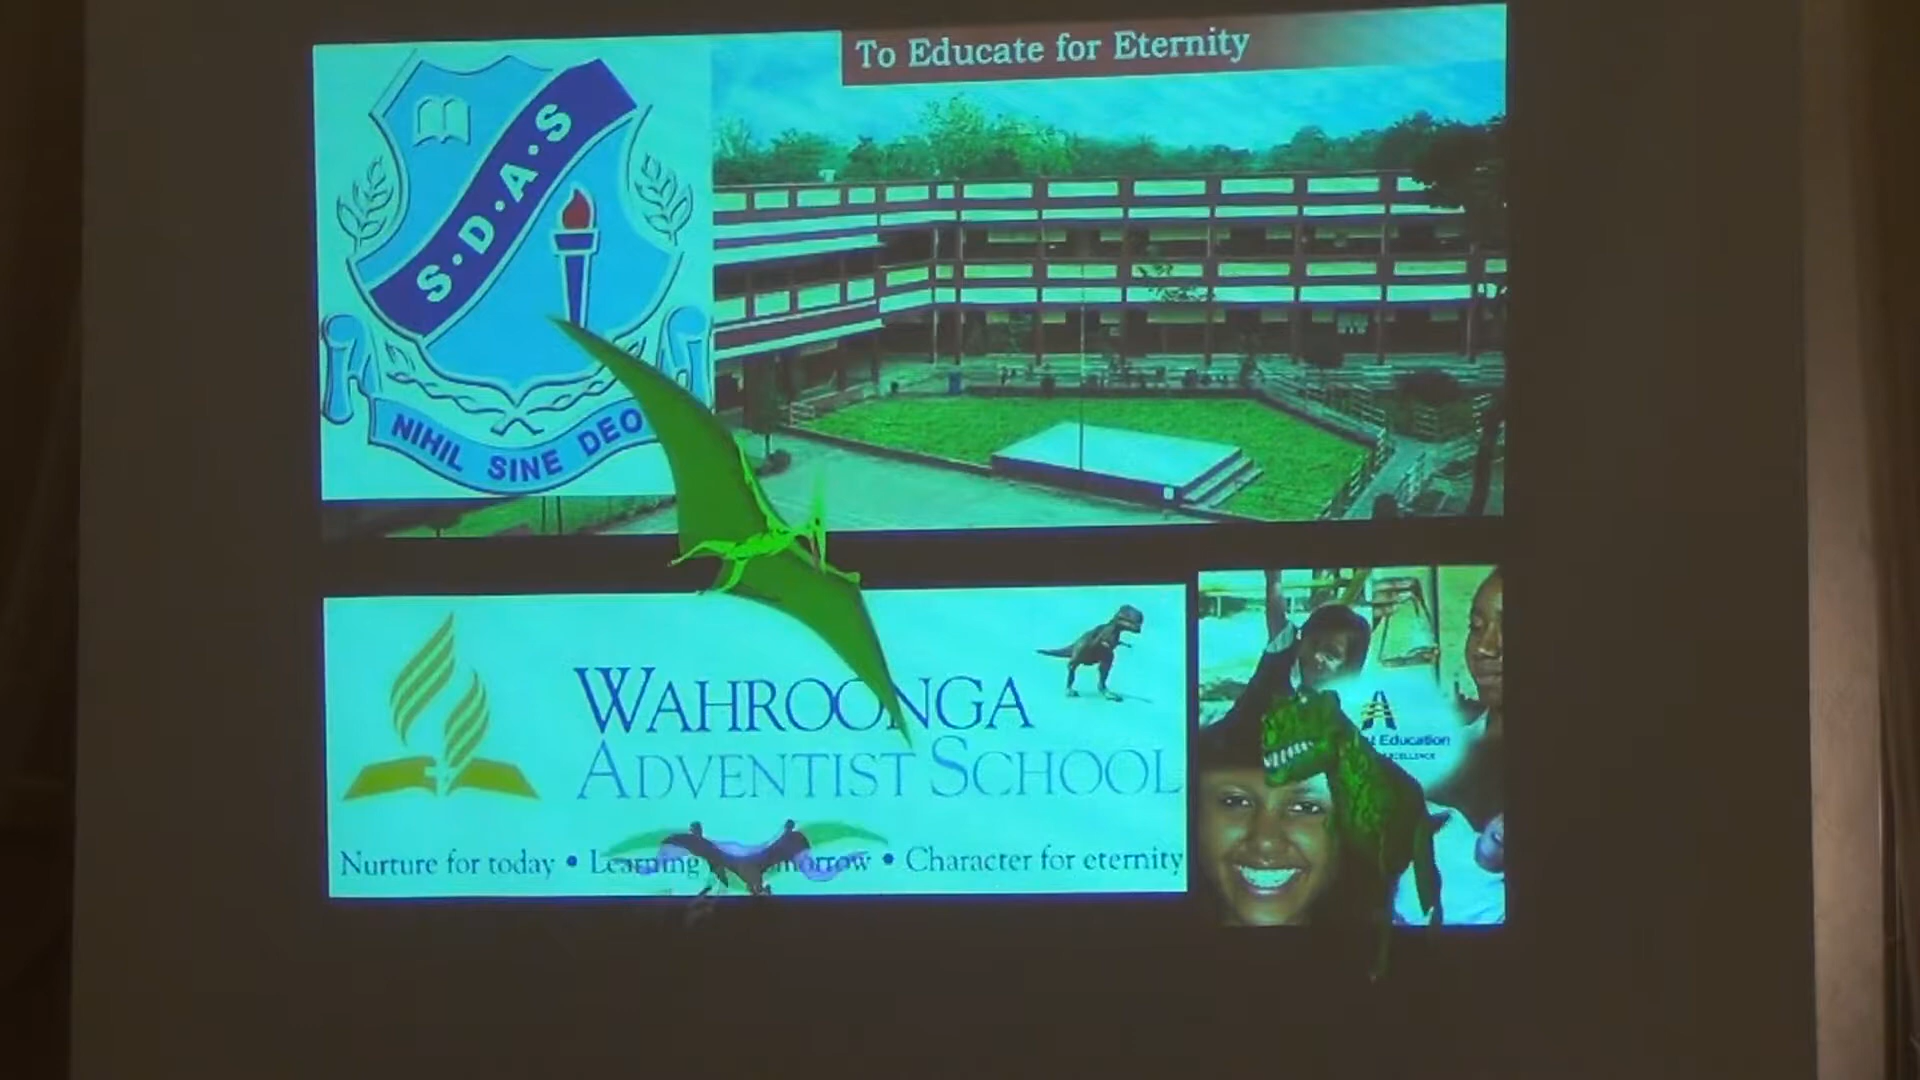 To Educate for Eternity
S·D·A·S
NIHIL SINE DEO
WAHROONGA
ADVENTIST SCHOOL
Nurture for today • Learning • Character for eternity
Education